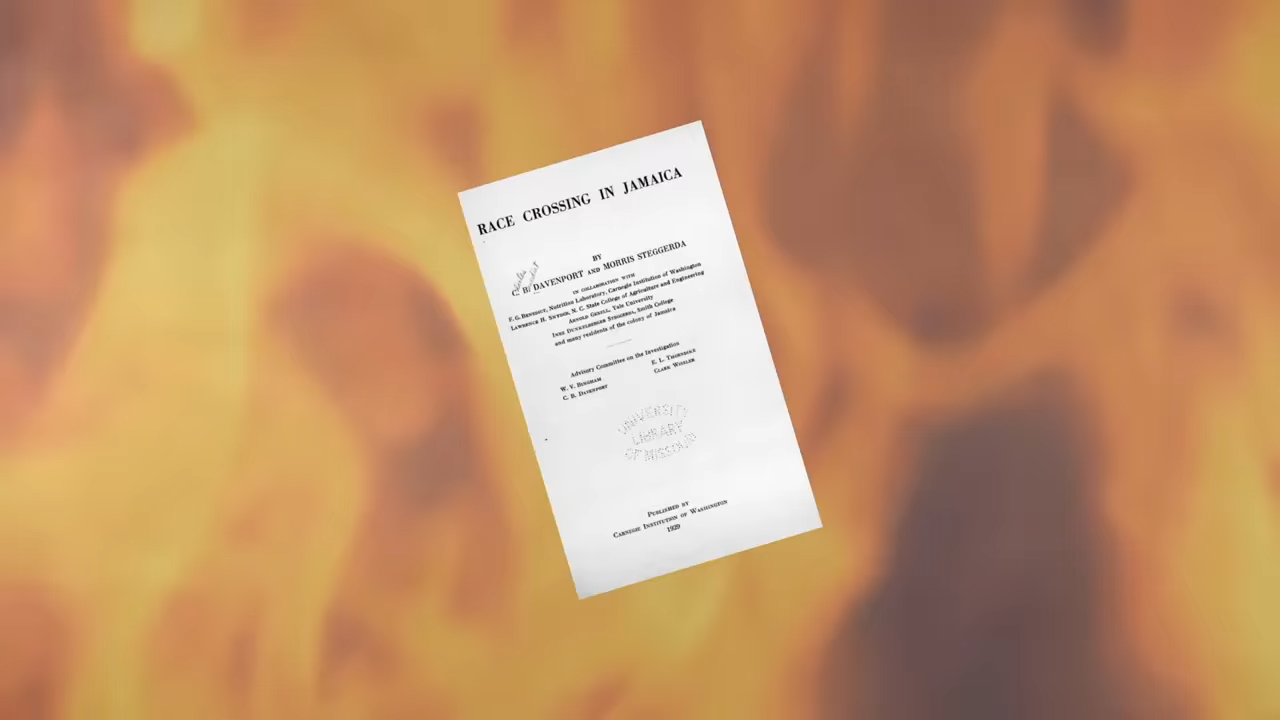 RACE CROSSING IN JAMAICA
BY
C. B. DAVENPORT AND MORRIS STEGGERDA
IN COLLABORATION WITH
F. G. BENEDICT, Nutrition Laboratory, Carnegie Institution of Washington
LAWRENCE H. SNYDER, N. C. State College of Agriculture and Engineering
ARNOLD GESELL, Yale University
INEZ DUNKELBERGER STEGGERDA, Smith College
and many residents of the colony of Jamaica
Advisory Committee on the Investigation
W. V. BINGHAM E. L. THORNDIKE
C. B. DAVENPORT CLARK WISSLER
UNIVERSITY
LIBRARY
OF MISSOURI
PUBLISHED BY
CARNEGIE INSTITUTION OF WASHINGTON
1929